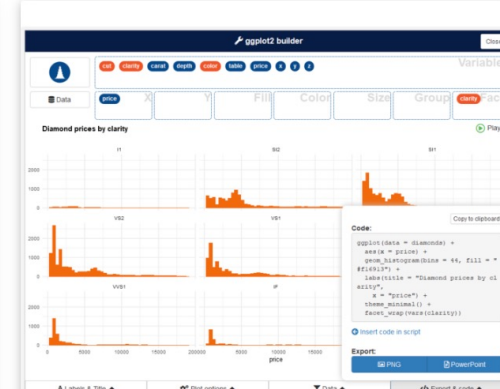 ggplot2 builder
Close
Variable
cut clarity carat depth color table price x y z
Data
price X Y Fill Color Size Group clarity Fac
Diamond prices by clarity
Play
I1 SI2 SI1
2000
1000
0
VS2 VS1
2000
1000
0
VVS1 IF
2000
1000
0
0 5000 10000 15000 20000 0 5000 10000 15000
price
Copy to clipboard
Code:
ggplot(data = diamonds) +
aes(x = price) +
geom_histogram(bins = 44, fill = "
#f16913") +
labs(title = "Diamond prices by cl
arity",
x = "price") +
theme_minimal() +
facet_wrap(vars(clarity))
Insert code in script
Export:
PNG PowerPoint
Labels & Title Plot options Data Export & code